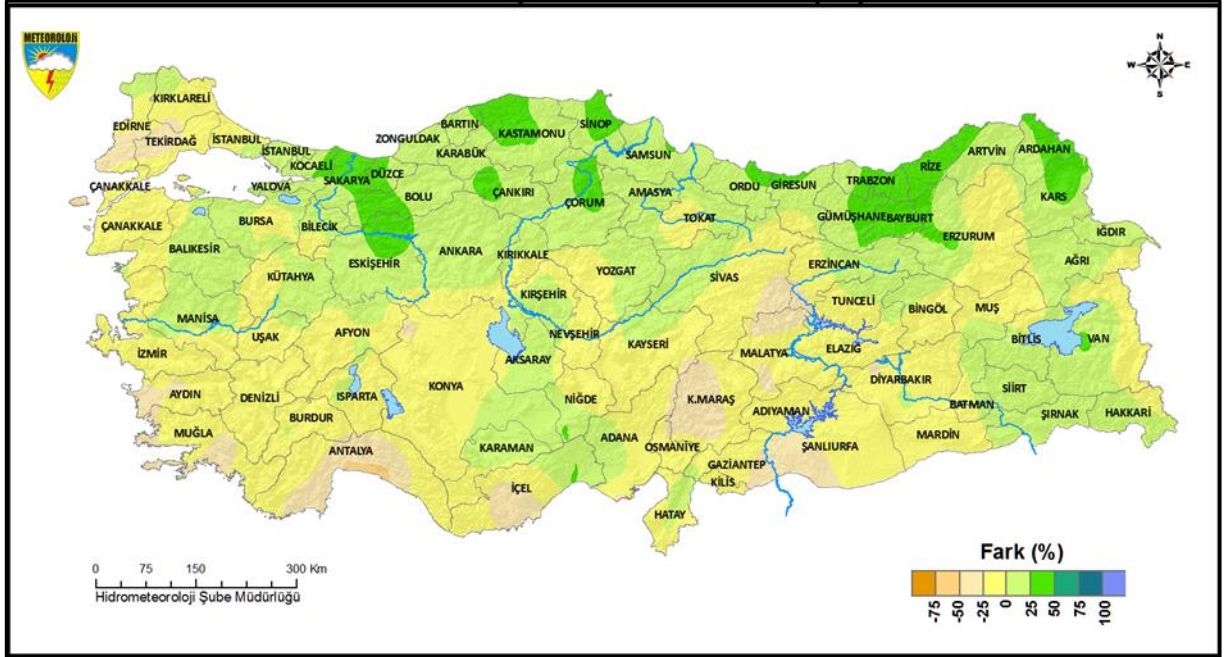 METEOROLOJİ
N
W E
S
KIRKLARELİ
EDİRNE
TEKİRDAĞ
İSTANBUL
İSTANBUL
KOCAELİ
YALOVA
SAKARYA
DÜZCE
ZONGULDAK
BARTIN
KARABÜK
KASTAMONU
SİNOP
SAMSUN
BOLU
ÇANKIRI
ÇORUM
AMASYA
TOKAT
ORDU
GİRESUN
TRABZON
RİZE
ARTVİN
ARDAHAN
KARS
GÜMÜŞHANE
BAYBURT
ERZURUM
IĞDIR
AĞRI
ÇANAKKALE
ÇANAKKALE
BALIKESİR
BURSA
BİLECİK
ESKİŞEHİR
KÜTAHYA
ANKARA
KIRIKKALE
YOZGAT
SİVAS
ERZİNCAN
TUNCELİ
BİNGÖL
MUŞ
BİTLİS
VAN
MANİSA
UŞAK
AFYON
KIRŞEHİR
NEVŞEHİR
AKSARAY
KAYSERİ
MALATYA
ELAZIĞ
DİYARBAKIR
SİİRT
BATMAN
ŞIRNAK
HAKKARİ
İZMİR
AYDIN
DENİZLİ
ISPARTA
BURDUR
KONYA
NİĞDE
K.MARAŞ
ADIYAMAN
MARDİN
ŞANLIURFA
MUĞLA
ANTALYA
KARAMAN
ADANA
OSMANİYE
GAZİANTEP
KİLİS
İÇEL
HATAY
0 75 150 300 Km
Hidrometeoroloji Şube Müdürlüğü
Fark (%)
-75 -50 -25 0 25 50 75 100